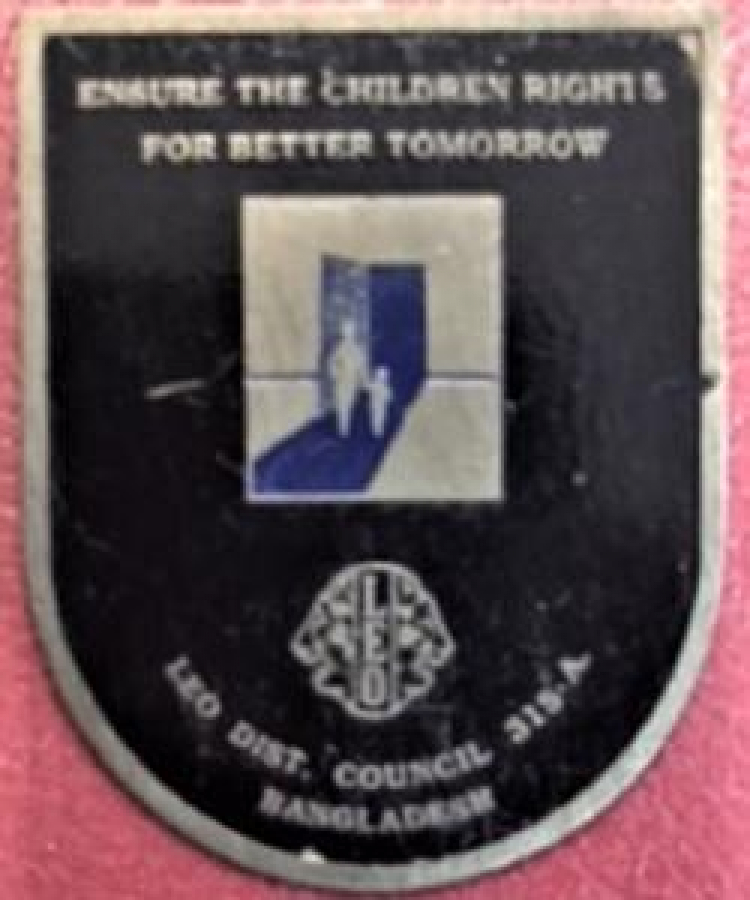 ENSURE THE CHILDREN RIGHTS
FOR BETTER TOMORROW
LEO
LEO DIST. COUNCIL 315-A
BANGLADESH